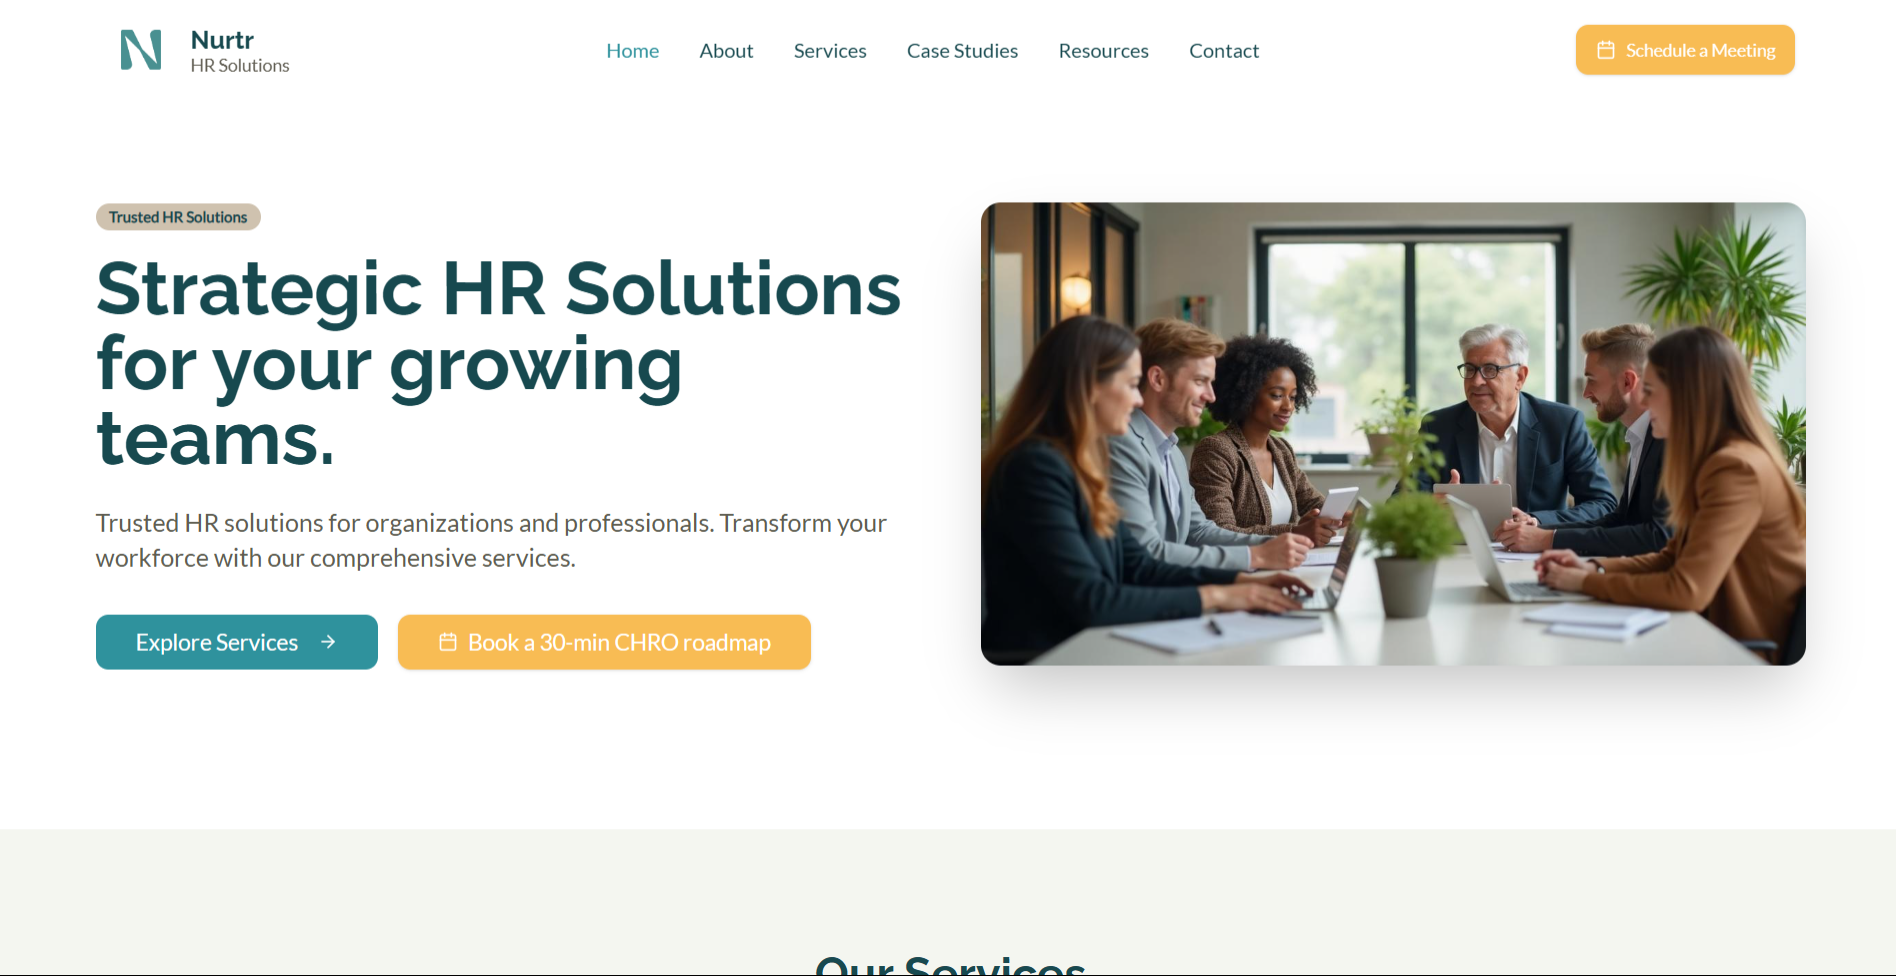 Nurtr
HR Solutions
Home
About
Services
Case Studies
Resources
Contact
Schedule a Meeting
Trusted HR Solutions
Strategic HR Solutions
for your growing
teams.
Trusted HR solutions for organizations and professionals. Transform your
workforce with our comprehensive services.
Explore Services
Book a 30-min CHRO roadmap
Our Services